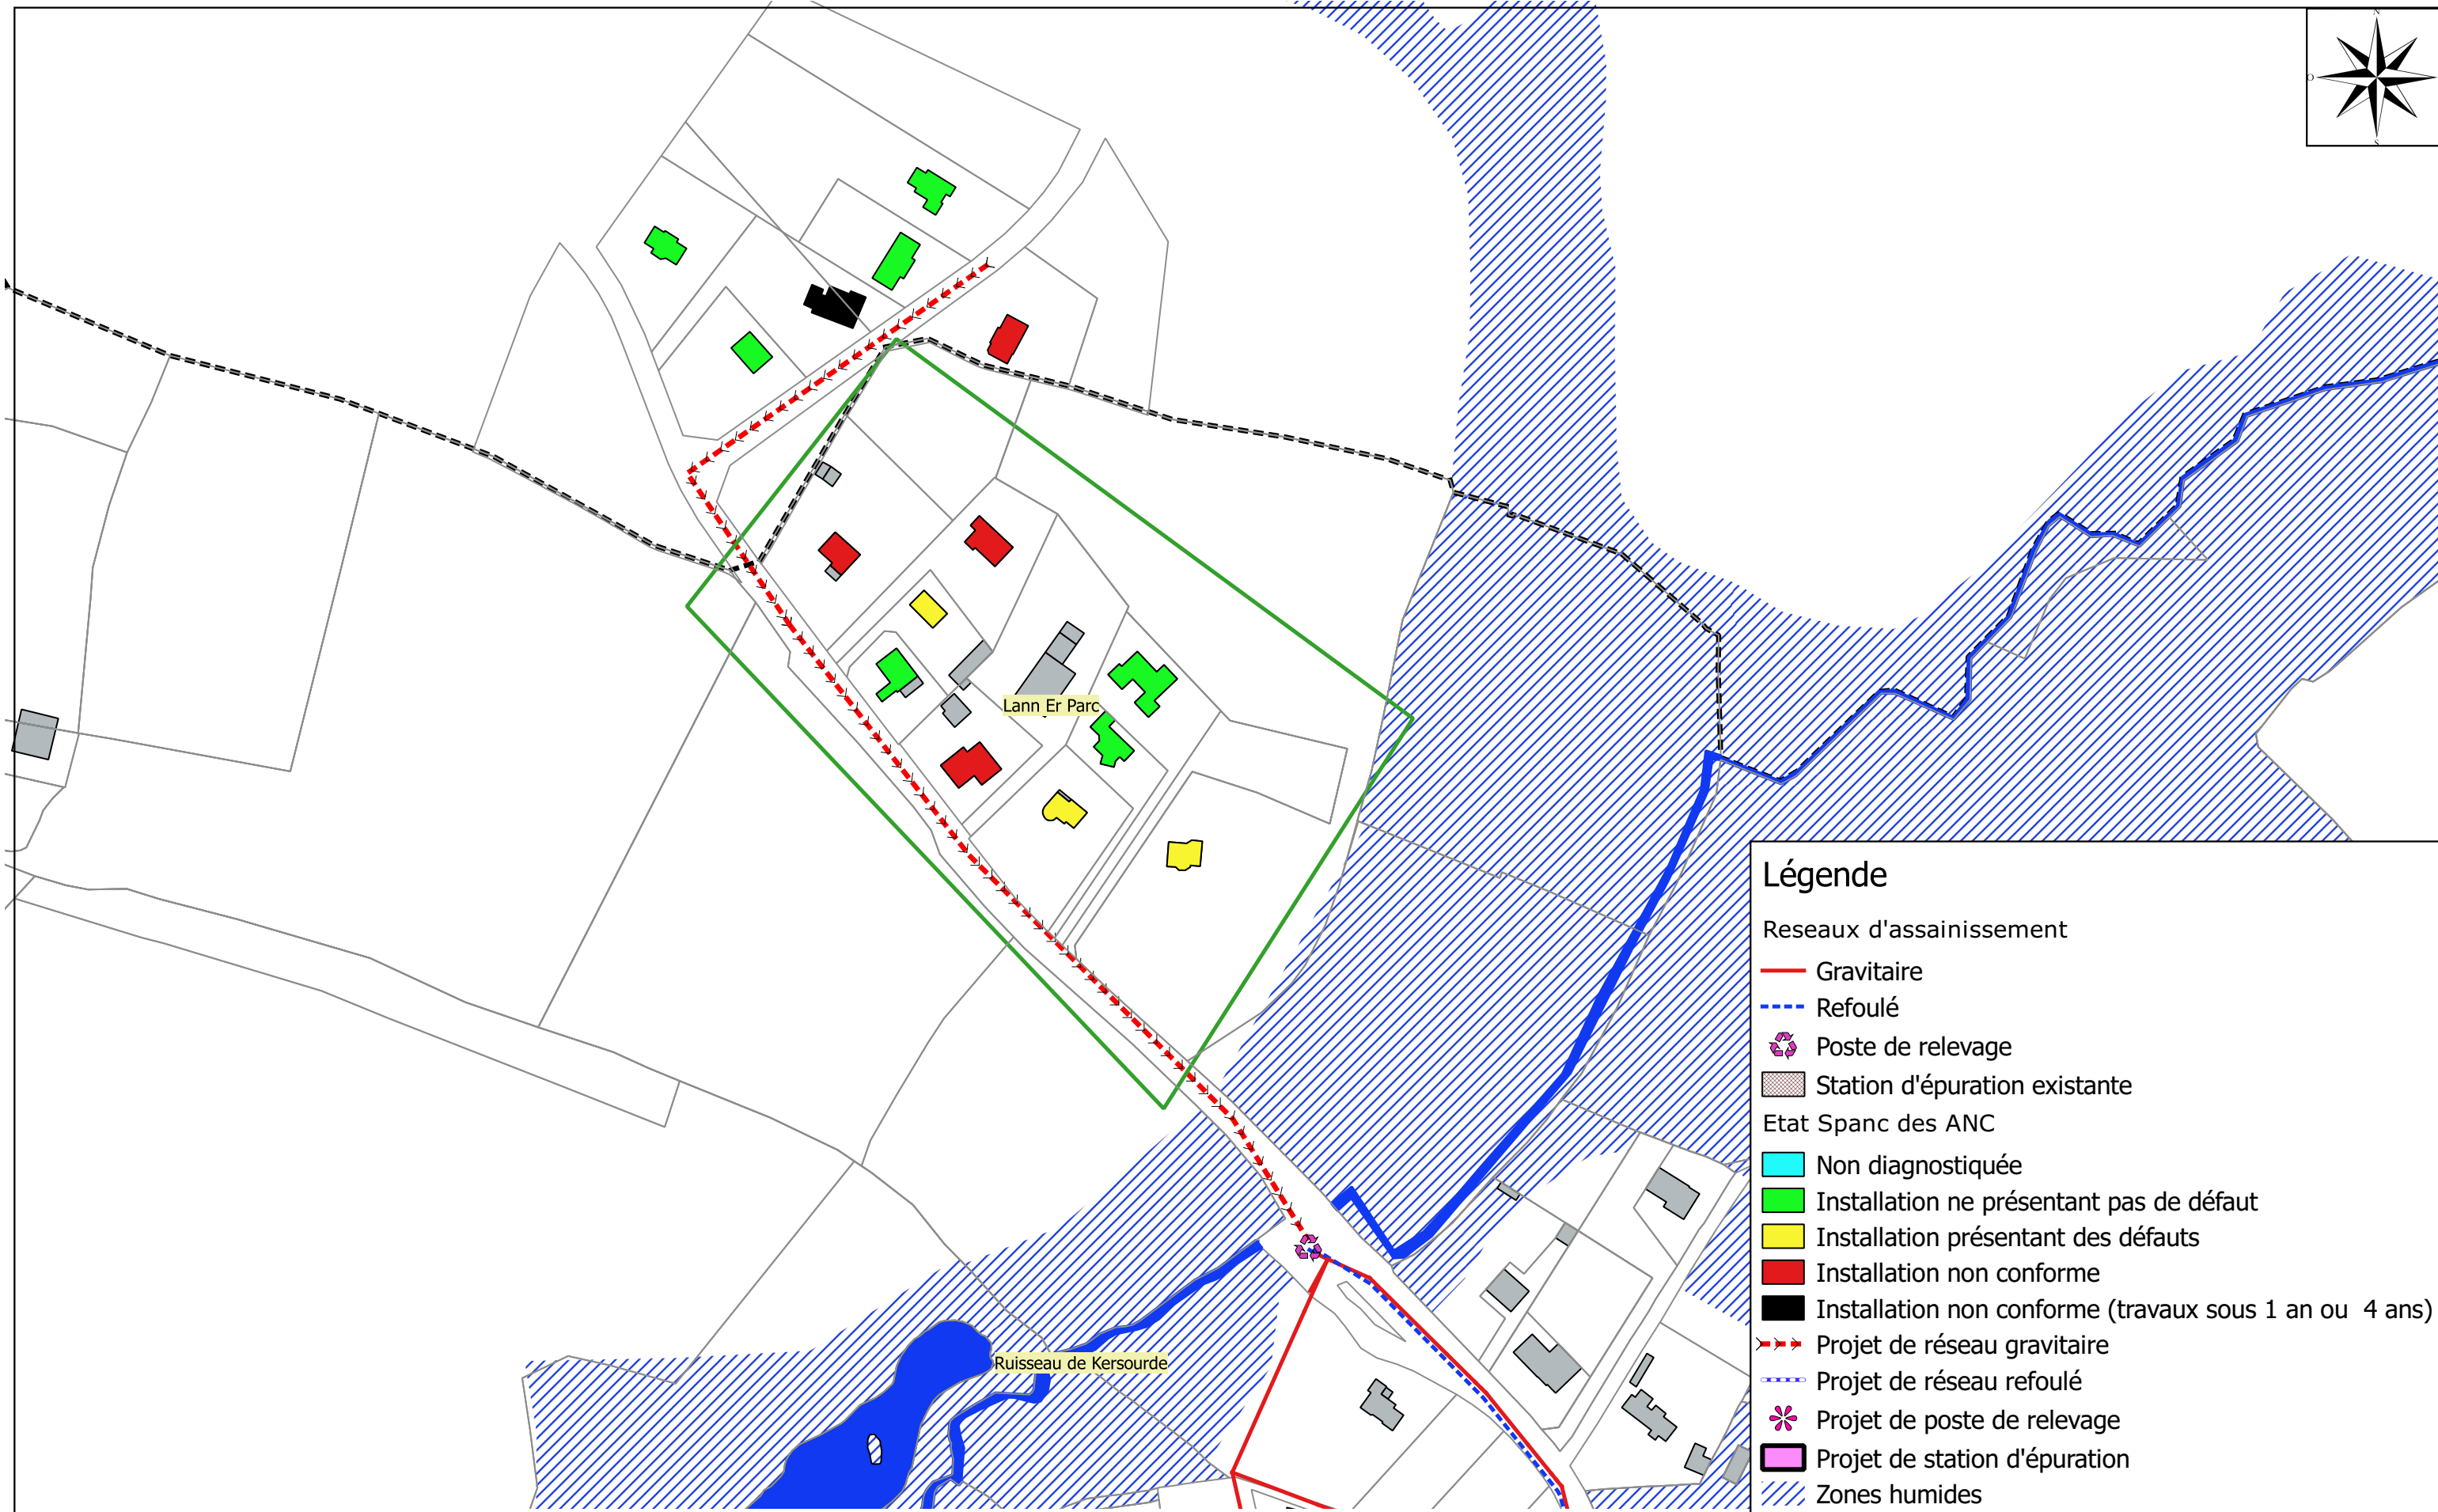 N
O
S
Lann Er Parc
Ruisseau de Kersourde
Légende
Reseaux d'assainissement
Gravitaire
Refoulé
Poste de relevage
Station d'épuration existante
Etat Spanc des ANC
Non diagnostiquée
Installation ne présentant pas de défaut
Installation présentant des défauts
Installation non conforme
Installation non conforme (travaux sous 1 an ou 4 ans)
Projet de réseau gravitaire
Projet de réseau refoulé
Projet de poste de relevage
Projet de station d'épuration
Zones humides